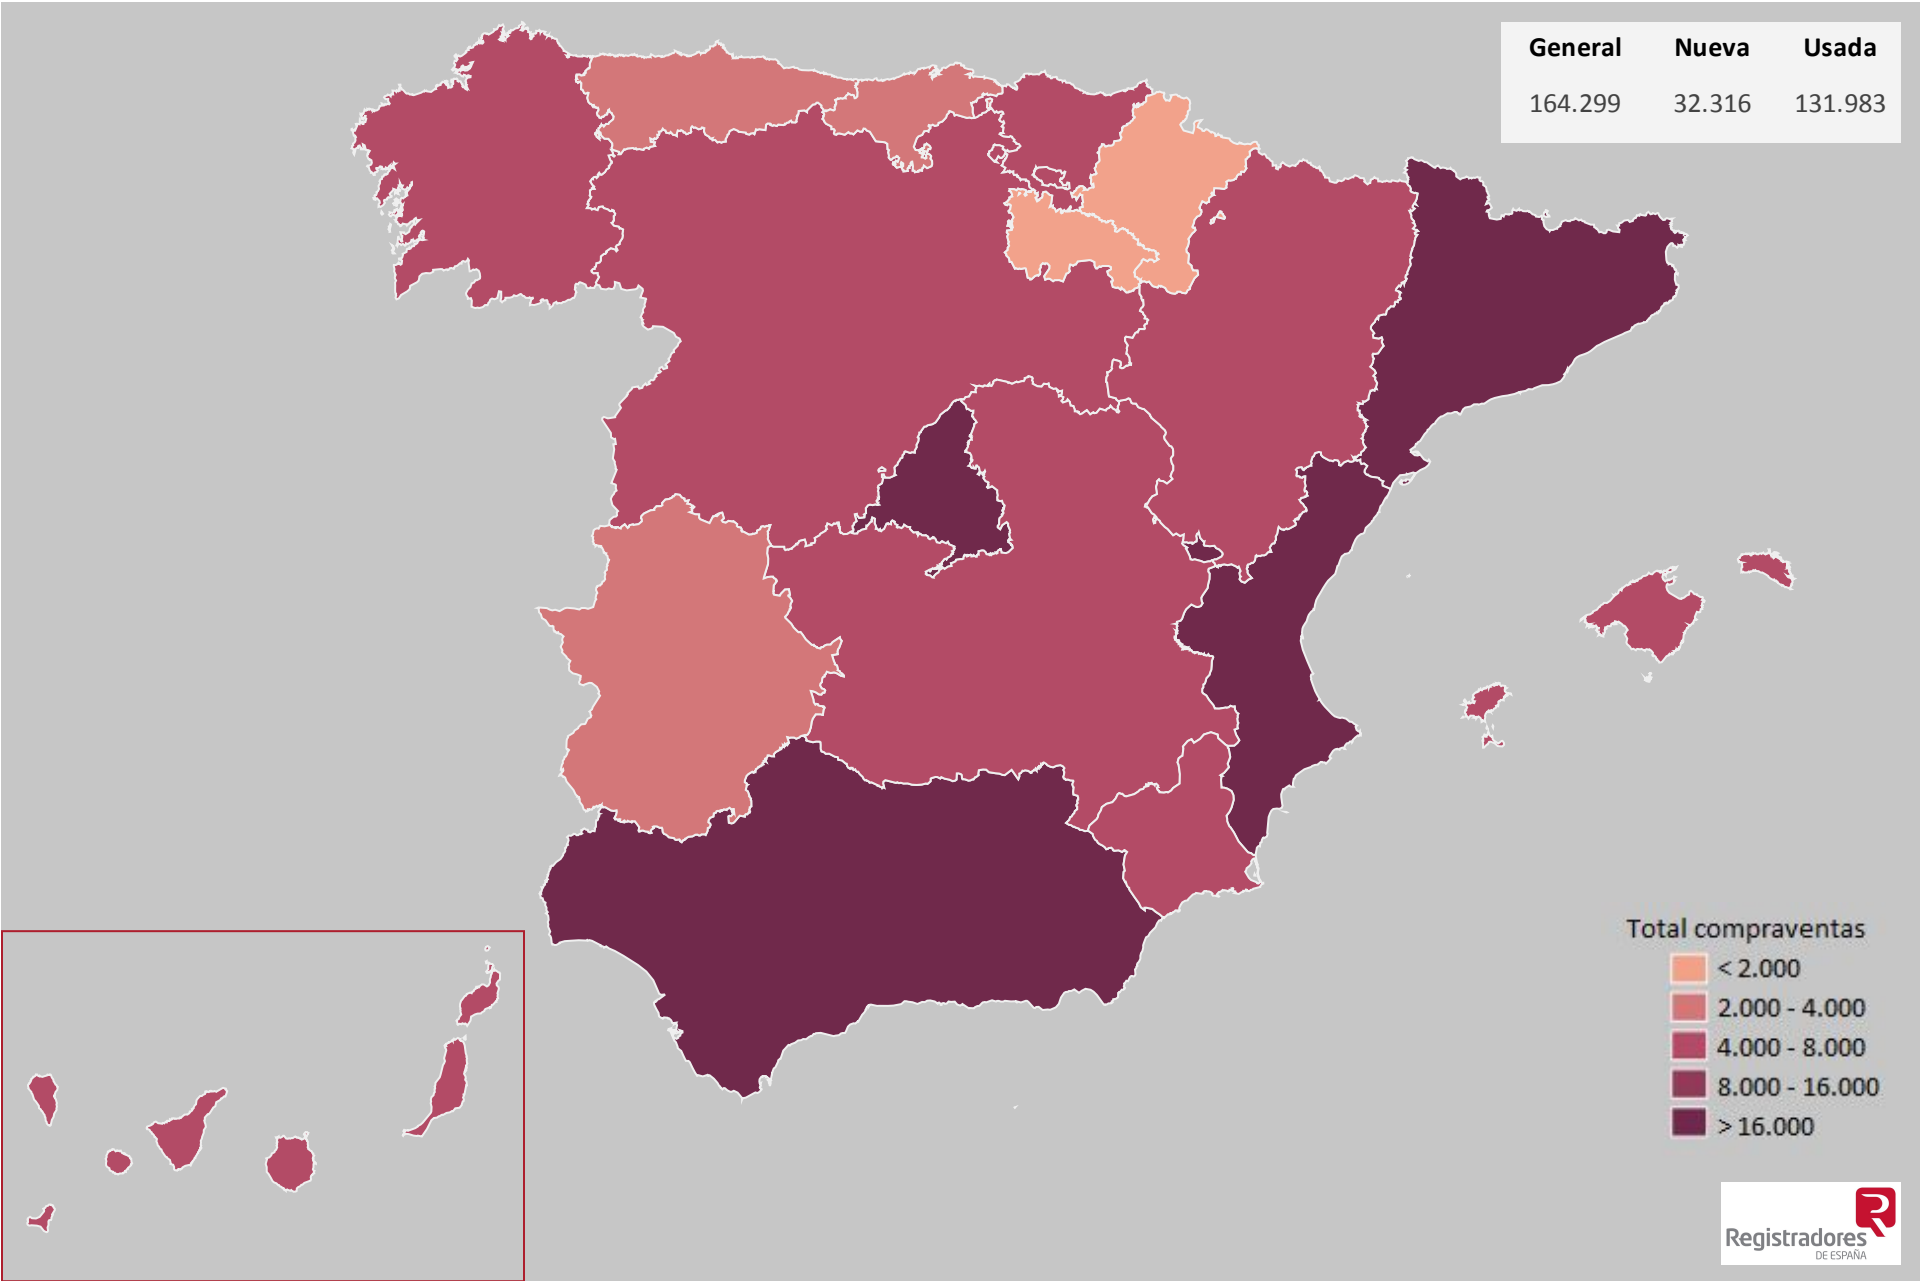 General Nueva Usada
164.299 32.316 131.983
Total compraventas
< 2.000
2.000 - 4.000
4.000 - 8.000
8.000 - 16.000
> 16.000
Registradores
DE ESPAÑA